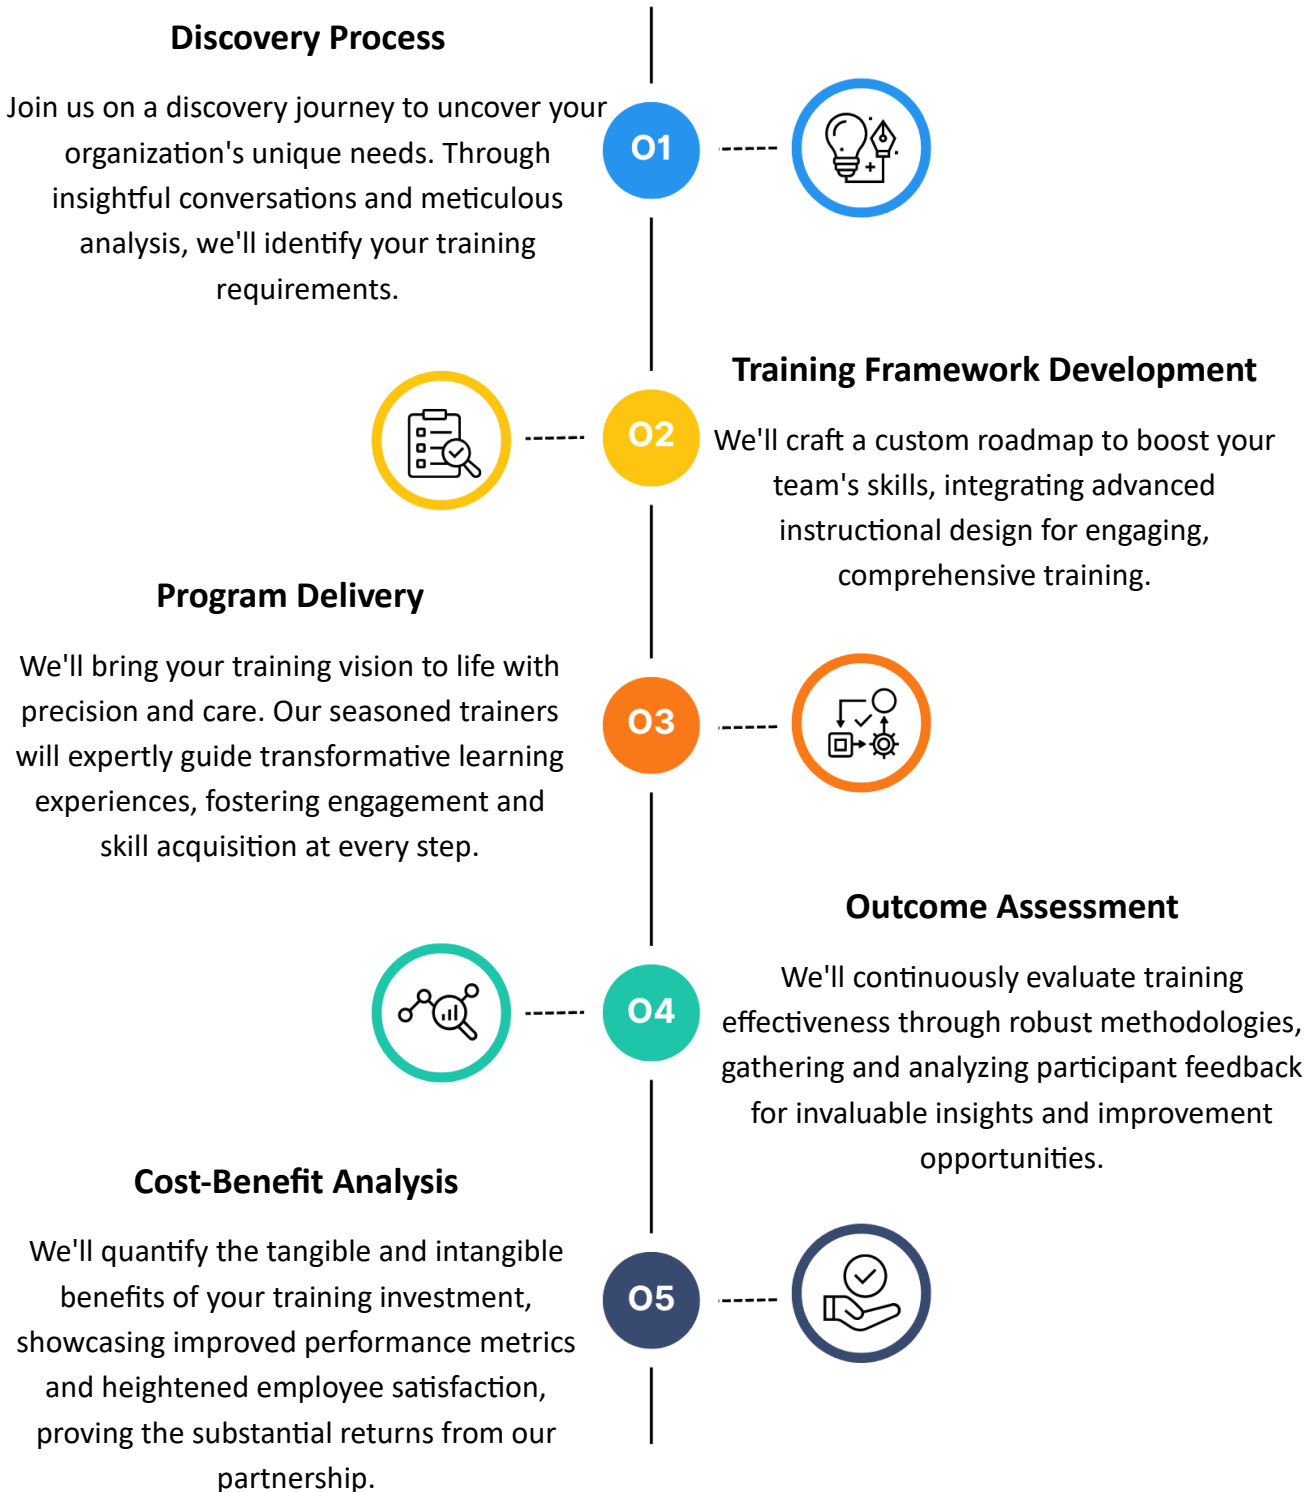 Discovery Process
Join us on a discovery journey to uncover your
organization's unique needs. Through
insightful conversations and meticulous
analysis, we'll identify your training
requirements.
01
Training Framework Development
02
We'll craft a custom roadmap to boost your
team's skills, integrating advanced
instructional design for engaging,
comprehensive training.
Program Delivery
We'll bring your training vision to life with
precision and care. Our seasoned trainers
will expertly guide transformative learning
experiences, fostering engagement and
skill acquisition at every step.
03
Outcome Assessment
04
We'll continuously evaluate training
effectiveness through robust methodologies,
gathering and analyzing participant feedback
for invaluable insights and improvement
opportunities.
Cost-Benefit Analysis
We'll quantify the tangible and intangible
benefits of your training investment,
showcasing improved performance metrics
and heightened employee satisfaction,
proving the substantial returns from our
partnership.
05